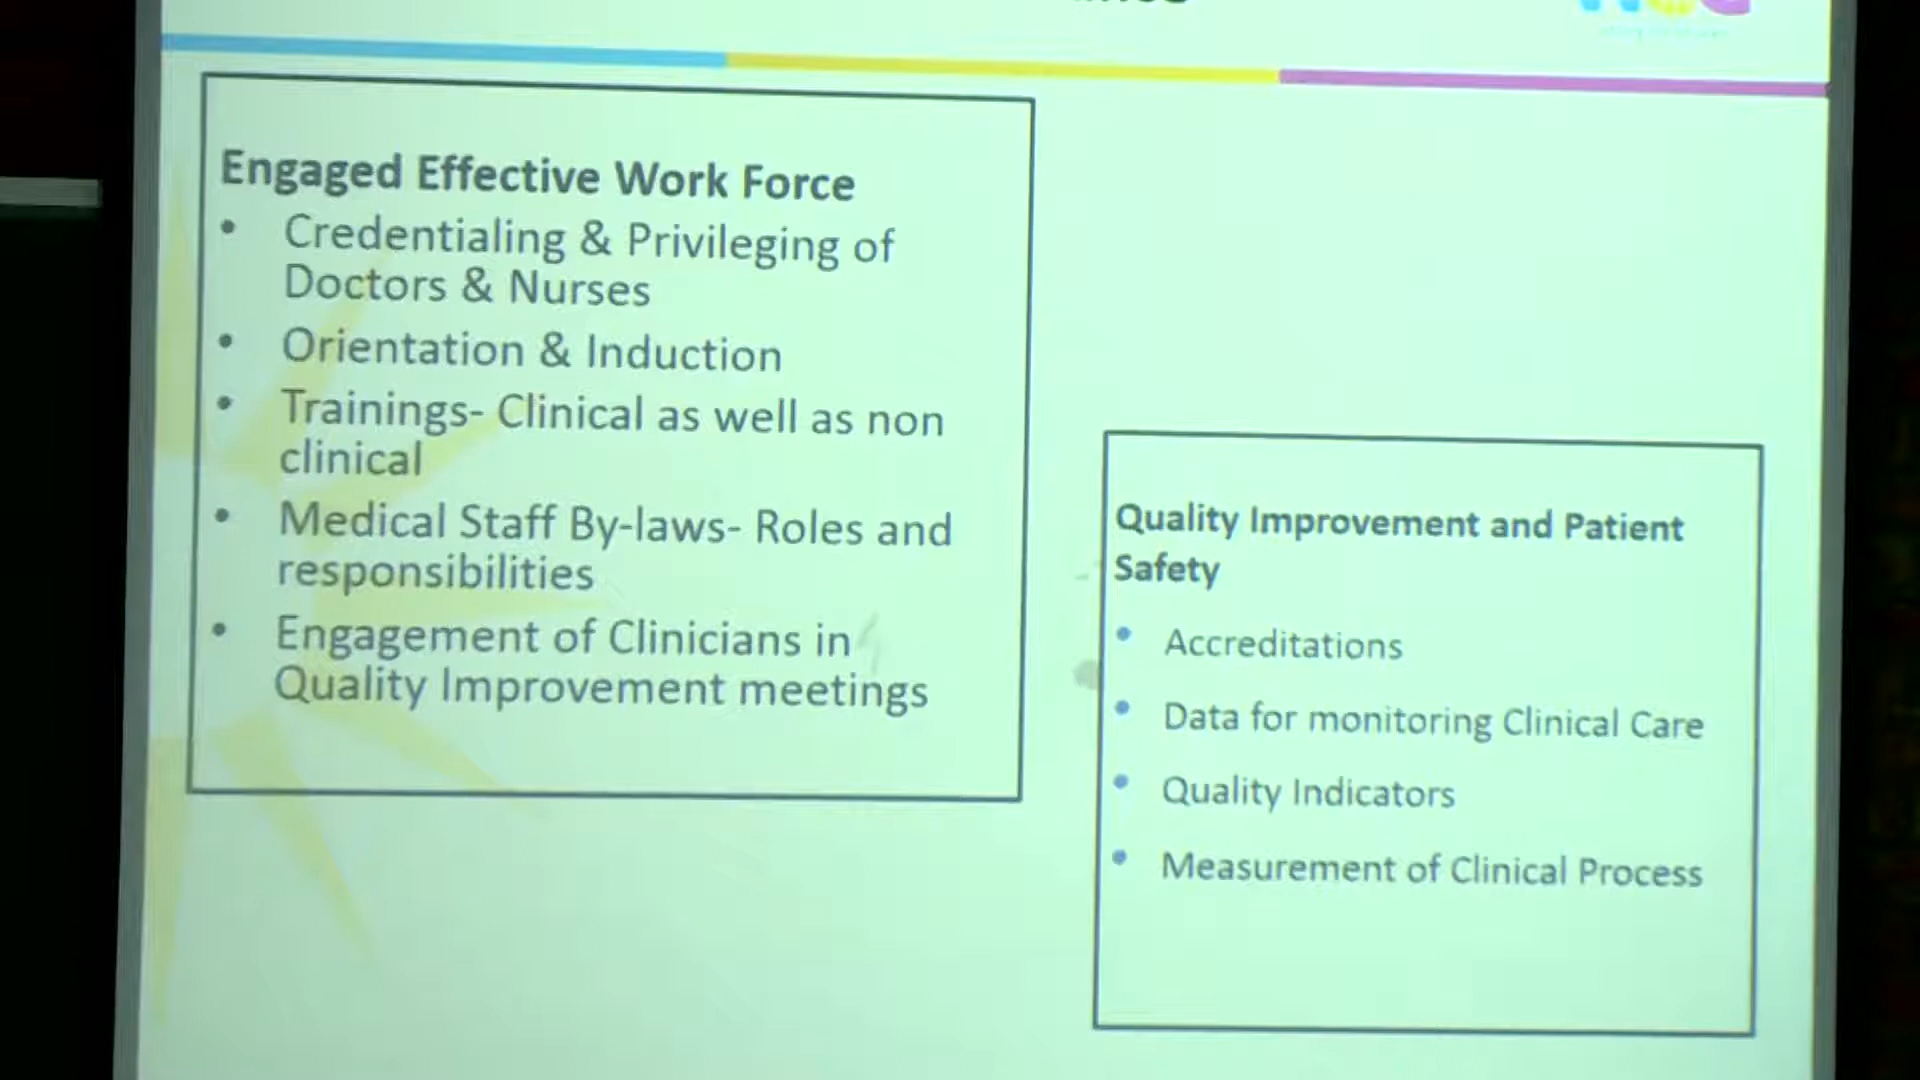 Engaged Effective Work Force
• Credentialing & Privileging of
Doctors & Nurses
• Orientation & Induction
• Trainings- Clinical as well as non
clinical
• Medical Staff By-laws- Roles and
responsibilities
• Engagement of Clinicians in
Quality Improvement meetings
Quality Improvement and Patient
Safety
• Accreditations
• Data for monitoring Clinical Care
• Quality Indicators
• Measurement of Clinical Process